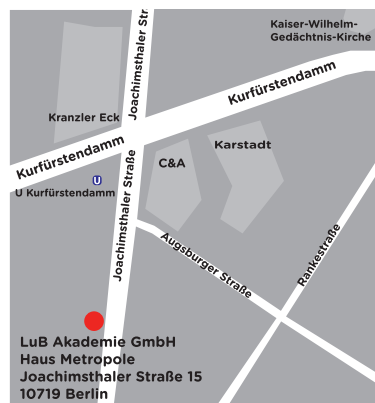 Joachimsthaler Str.
Kaiser-Wilhelm-
Gedächtnis-Kirche
Kurfürstendamm
Kranzler Eck
Kurfürstendamm
Karstadt
C&A
U
U Kurfürstendamm
Joachimsthaler Straße
Augsburger Straße
Rankestraße
LuB Akademie GmbH
Haus Metropole
Joachimsthaler Straße 15
10719 Berlin